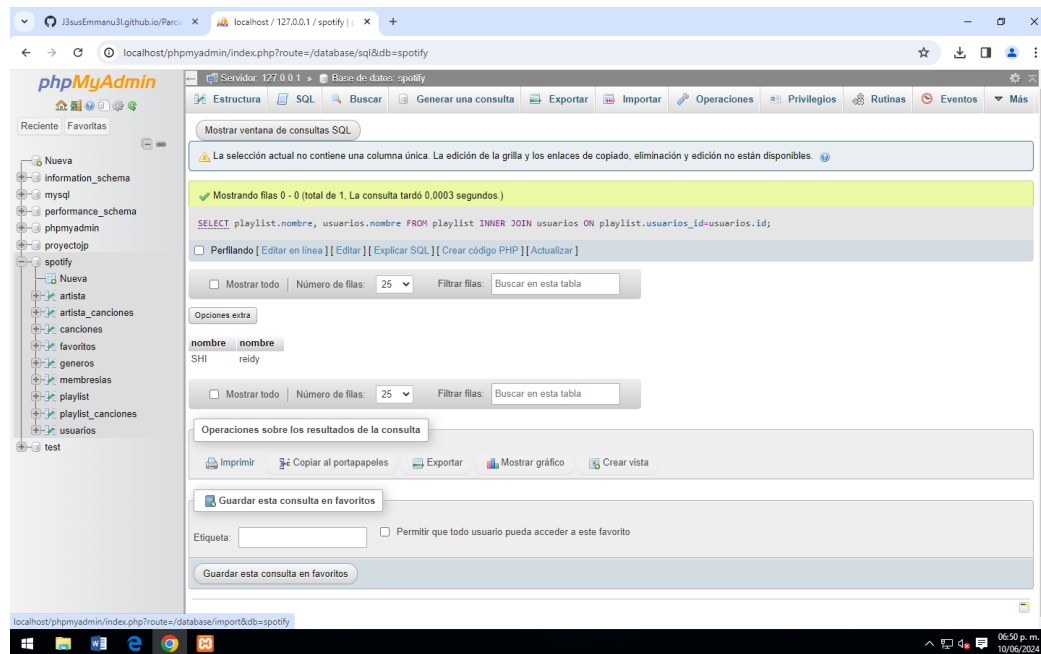 J3susEmmanu3l.github.io/Parci
localhost / 127.0.0.1 / spotify | p
localhost/phpmyadmin/index.php?route=/database/sql&db=spotify
phpMyAdmin
Reciente Favoritas
Nueva
information_schema
mysql
performance_schema
phpmyadmin
proyectojp
spotify
Nueva
artista
artista_canciones
canciones
favoritos
generos
membresias
playlist
playlist_canciones
usuarios
test
Servidor: 127.0.0.1 » Base de datos: spotify
Estructura SQL Buscar Generar una consulta Exportar Importar Operaciones Privilegios Rutinas Eventos Más
Mostrar ventana de consultas SQL
La selección actual no contiene una columna única. La edición de la grilla y los enlaces de copiado, eliminación y edición no están disponibles.
Mostrando filas 0 - 0 (total de 1, La consulta tardó 0,0003 segundos.)
SELECT playlist.nombre, usuarios.nombre FROM playlist INNER JOIN usuarios ON playlist.usuarios_id=usuarios.id;
Perfilando [ Editar en línea ] [ Editar ] [ Explicar SQL ] [ Crear código PHP ] [ Actualizar ]
Mostrar todo | Número de filas: 25 Filtrar filas: Buscar en esta tabla
Opciones extra
nombre nombre
SHI reidy
Mostrar todo | Número de filas: 25 Filtrar filas: Buscar en esta tabla
Operaciones sobre los resultados de la consulta
Imprimir Copiar al portapapeles Exportar Mostrar gráfico Crear vista
Guardar esta consulta en favoritos
Etiqueta: Permitir que todo usuario pueda acceder a este favorito
Guardar esta consulta en favoritos
localhost/phpmyadmin/index.php?route=/database/import&db=spotify
06:50 p. m.
10/06/2024